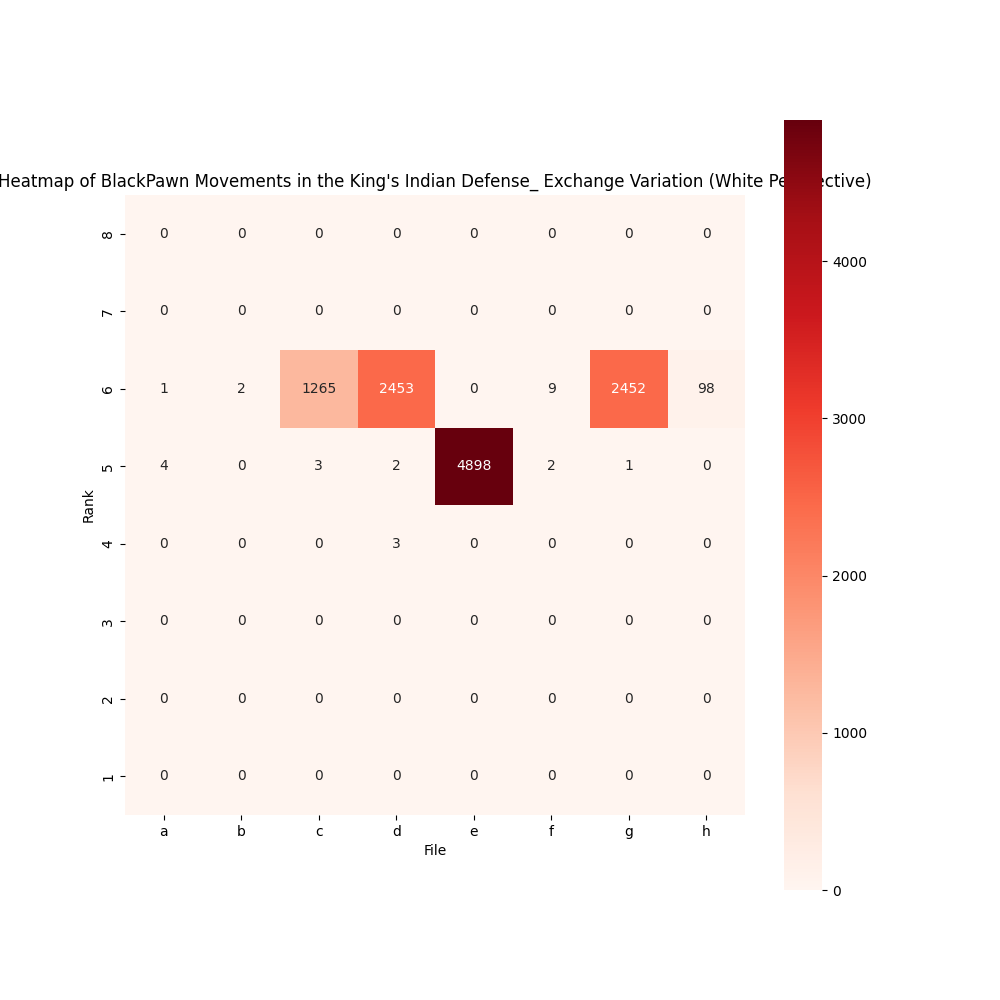 Heatmap of BlackPawn Movements in the King's Indian Defense_ Exchange Variation (White Pe ective)
8 0 0 0 0 0 0 0 0
4000
7 0 0 0 0 0 0 0 0
6 1 2 1265 2453 0 9 2452 98
3000
5 4 0 3 2 4898 2 1 0
Rank
4 0 0 0 3 0 0 0 0
2000
3 0 0 0 0 0 0 0 0
2 0 0 0 0 0 0 0 0
1000
1 0 0 0 0 0 0 0 0
a b c d e f g h
File
0